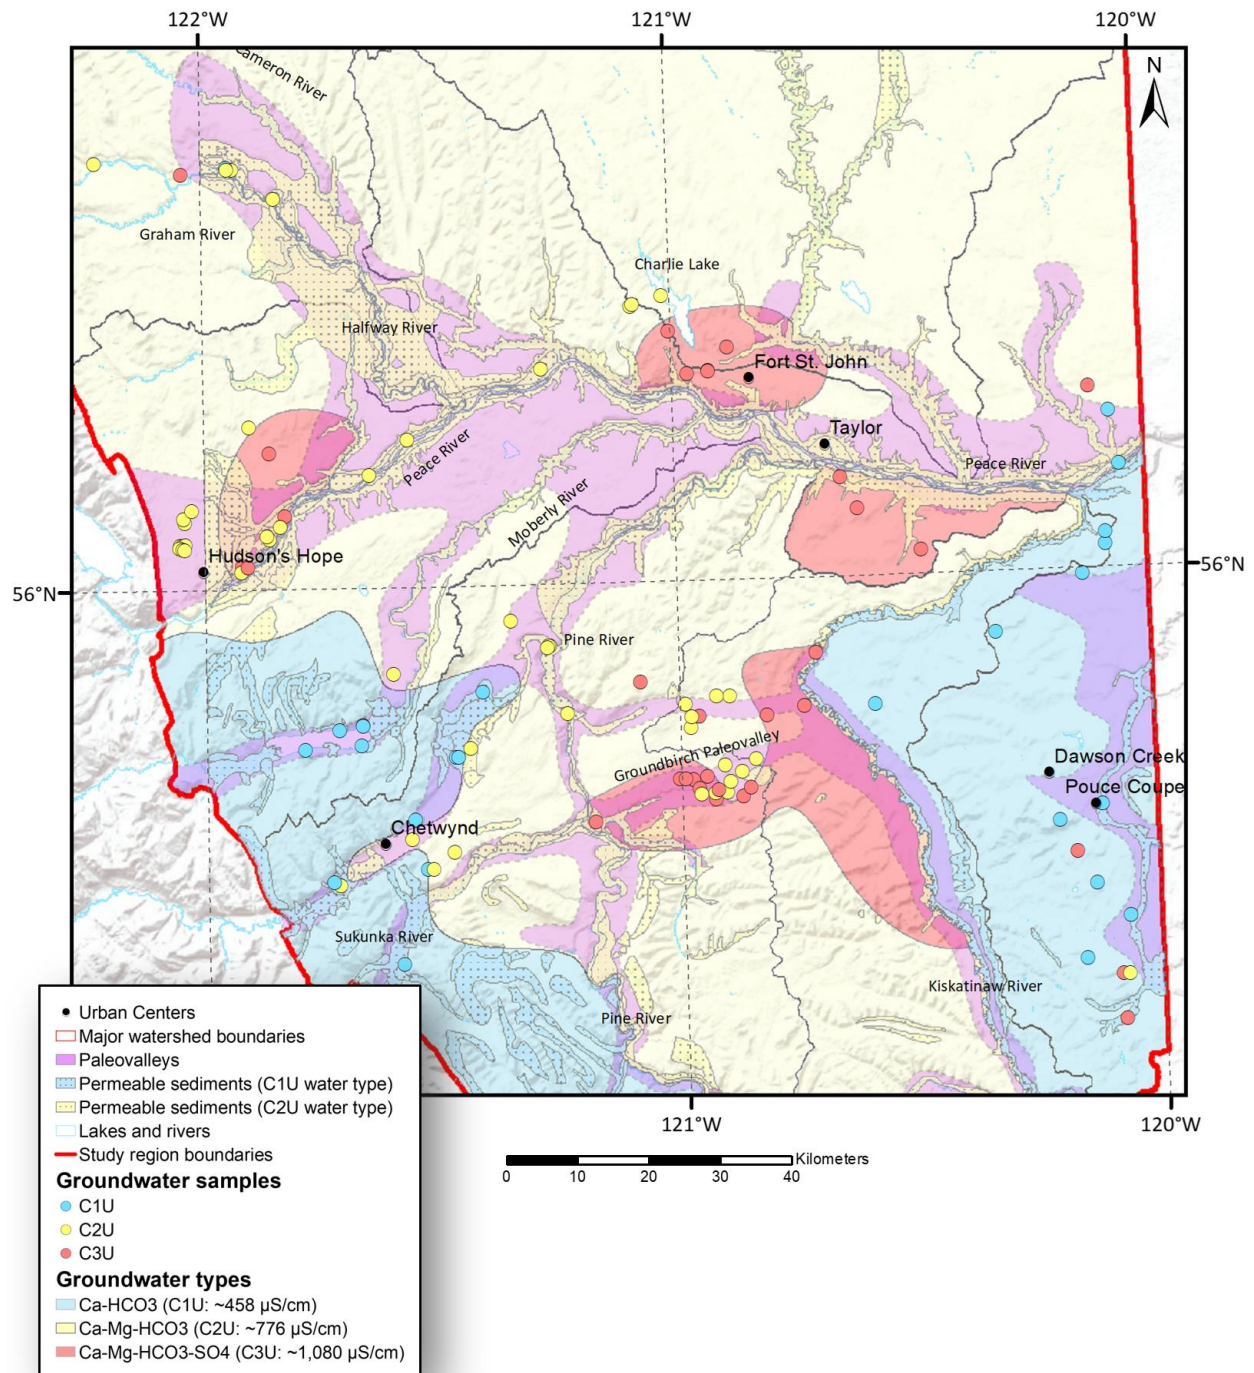 122°W
121°W
120°W
Cameron River
N
Graham River
Charlie Lake
Halfway River
Fort St. John
Taylor
Peace River
Peace River
Moberly River
Hudson's Hope
56°N
56°N
Pine River
Groundbirch Paleovalley
Dawson Creek
Pouce Coupe
Chetwynd
Sukunka River
Kiskatinaw River
Pine River
Urban Centers
Major watershed boundaries
Paleovalleys
Permeable sediments (C1U water type)
Permeable sediments (C2U water type)
Lakes and rivers
Study region boundaries
Groundwater samples
C1U
C2U
C3U
Groundwater types
Ca-HCO3 (C1U: ~458 µS/cm)
Ca-Mg-HCO3 (C2U: ~776 µS/cm)
Ca-Mg-HCO3-SO4 (C3U: ~1,080 µS/cm)
121°W
120°W
Kilometers
0 10 20 30 40